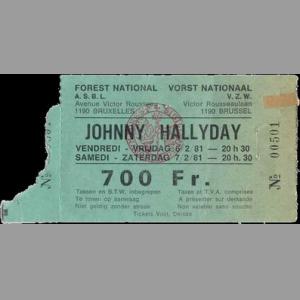 FOREST NATIONAL VORST NATIONAAL
A.S.B.L. V.Z.W.
Avenue Victor Rousseau Victor Rousseaulaan
1190 BRUXELLES 1190 BRUSSEL
JOHNNY HALLYDAY
VENDREDI - VRIJDAG 6/2/81 — 20 h 30
SAMEDI - ZATERDAG 7/2/81 — 20 h. 30
700 Fr.
Taxen en B.T.W. inbegrepen Taxes et T.V.A. comprises
Te tonen op aanvraag A présenter sur demande
Niet geldig zonder strook Non valable sans souche
№ 00501
№ 00501